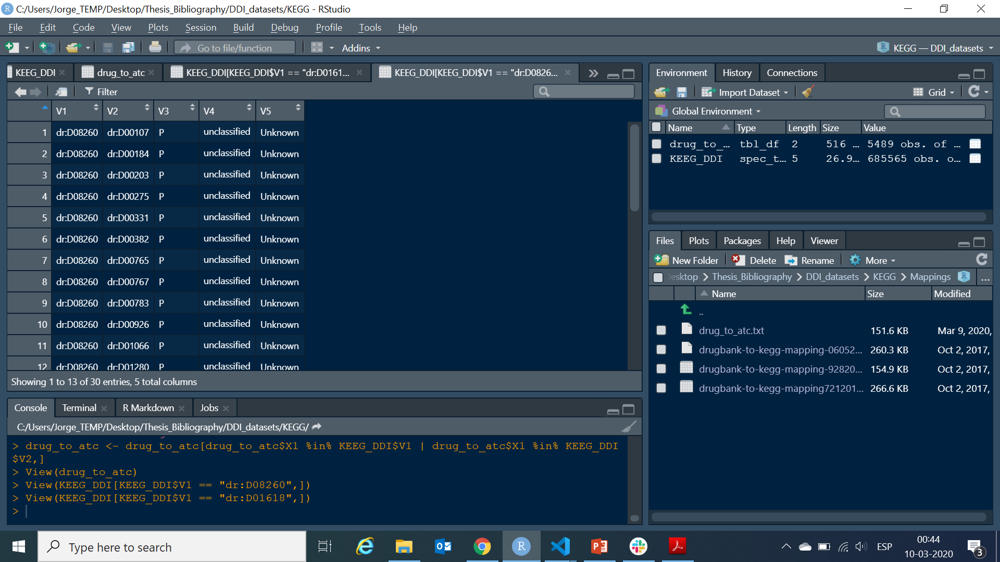 C:/Users/Jorge_TEMP/Desktop/Thesis_Bibliography/DDI_datasets/KEGG - RStudio
File Edit Code View Plots Session Build Debug Profile Tools Help
Go to file/function Addins KEGG — DDI_datasets
KEEG_DDI drug_to_atc KEEG_DDI[KEEG_DDI$V1 == "dr:D0161... KEEG_DDI[KEEG_DDI$V1 == "dr:D0826...
Filter
V1 V2 V3 V4 V5
1 dr:D08260 dr:D00107 P unclassified Unknown
2 dr:D08260 dr:D00184 P unclassified Unknown
3 dr:D08260 dr:D00203 P unclassified Unknown
4 dr:D08260 dr:D00275 P unclassified Unknown
5 dr:D08260 dr:D00331 P unclassified Unknown
6 dr:D08260 dr:D00382 P unclassified Unknown
7 dr:D08260 dr:D00765 P unclassified Unknown
8 dr:D08260 dr:D00767 P unclassified Unknown
9 dr:D08260 dr:D00783 P unclassified Unknown
10 dr:D08260 dr:D00926 P unclassified Unknown
11 dr:D08260 dr:D01066 P unclassified Unknown
12 dr:D08260 dr:D01280 P unclassified Unknown
Showing 1 to 13 of 30 entries, 5 total columns
Console Terminal R Markdown Jobs
C:/Users/Jorge_TEMP/Desktop/Thesis_Bibliography/DDI_datasets/KEGG/
> drug_to_atc <- drug_to_atc[drug_to_atc$X1 %in% KEEG_DDI$V1 | drug_to_atc$X1 %in% KEEG_DDI
$V2,]
> View(drug_to_atc)
> View(KEEG_DDI[KEEG_DDI$V1 == "dr:D08260",])
> View(KEEG_DDI[KEEG_DDI$V1 == "dr:D01618",])
>
Environment History Connections
Import Dataset Grid
Global Environment
Name Type Length Size Value
drug_to_... tbl_df 2 516 ... 5489 obs. of ...
KEEG_DDI spec_t... 5 26.9... 685565 obs. o...
Files Plots Packages Help Viewer
New Folder Delete Rename More
Desktop Thesis_Bibliography DDI_datasets KEGG Mappings ...
Name Size Modified
..
drug_to_atc.txt 151.6 KB Mar 9, 2020,
drugbank-to-kegg-mapping-06052... 260.3 KB Oct 2, 2017,
drugbank-to-kegg-mapping-92820... 154.9 KB Oct 2, 2017,
drugbank-to-kegg-mapping721201... 266.6 KB Oct 2, 2017,
Type here to search
ESP
00:44
10-03-2020
3